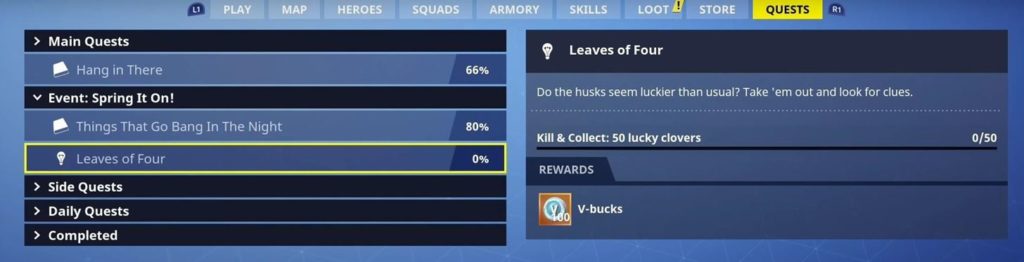 L1 PLAY MAP HEROES SQUADS ARMORY SKILLS LOOT ! STORE QUESTS R1
Main Quests
Hang in There 66%
Event: Spring It On!
Things That Go Bang In The Night 80%
Leaves of Four 0%
Side Quests
Daily Quests
Completed
Leaves of Four
Do the husks seem luckier than usual? Take 'em out and look for clues.
Kill & Collect: 50 lucky clovers 0/50
REWARDS
V 100 V-bucks